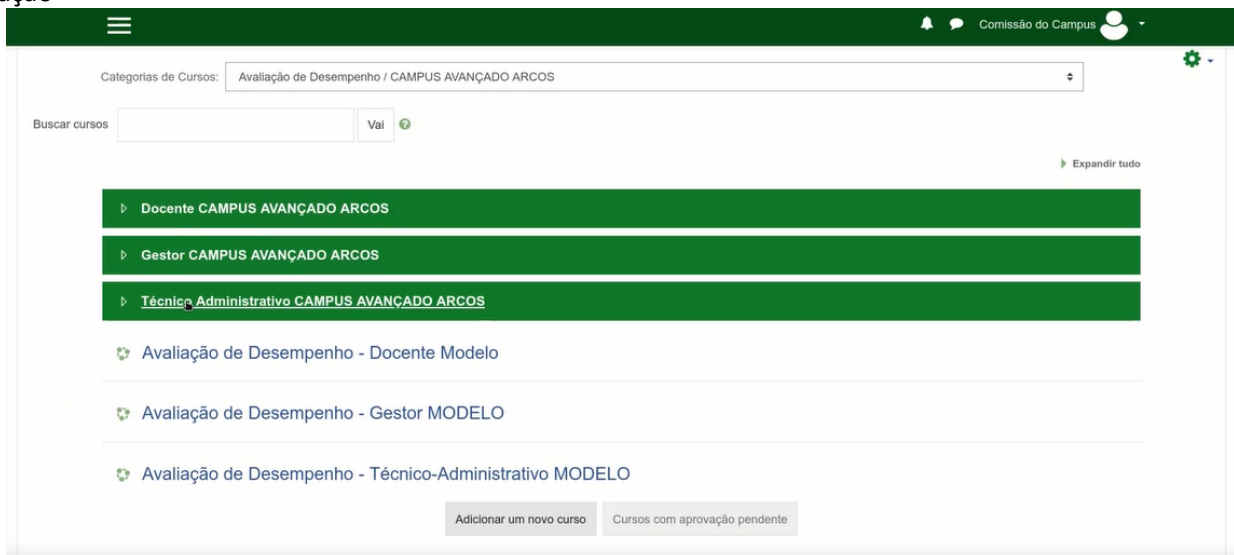 Comissão do Campus
Categorias de Cursos: Avaliação de Desempenho / CAMPUS AVANÇADO ARCOS
Buscar cursos Vai
Expandir tudo
Docente CAMPUS AVANÇADO ARCOS
Gestor CAMPUS AVANÇADO ARCOS
Técnico Administrativo CAMPUS AVANÇADO ARCOS
Avaliação de Desempenho - Docente Modelo
Avaliação de Desempenho - Gestor MODELO
Avaliação de Desempenho - Técnico-Administrativo MODELO
Adicionar um novo curso Cursos com aprovação pendente